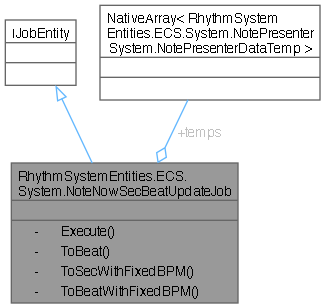 IJobEntity
NativeArray< RhythmSystem
Entities.ECS.System.NotePresenter
System.NotePresenterDataTemp >
+temps
RhythmSystemEntities.ECS.
System.NoteNowSecBeatUpdateJob
- Execute()
- ToBeat()
- ToSecWithFixedBPM()
- ToBeatWithFixedBPM()